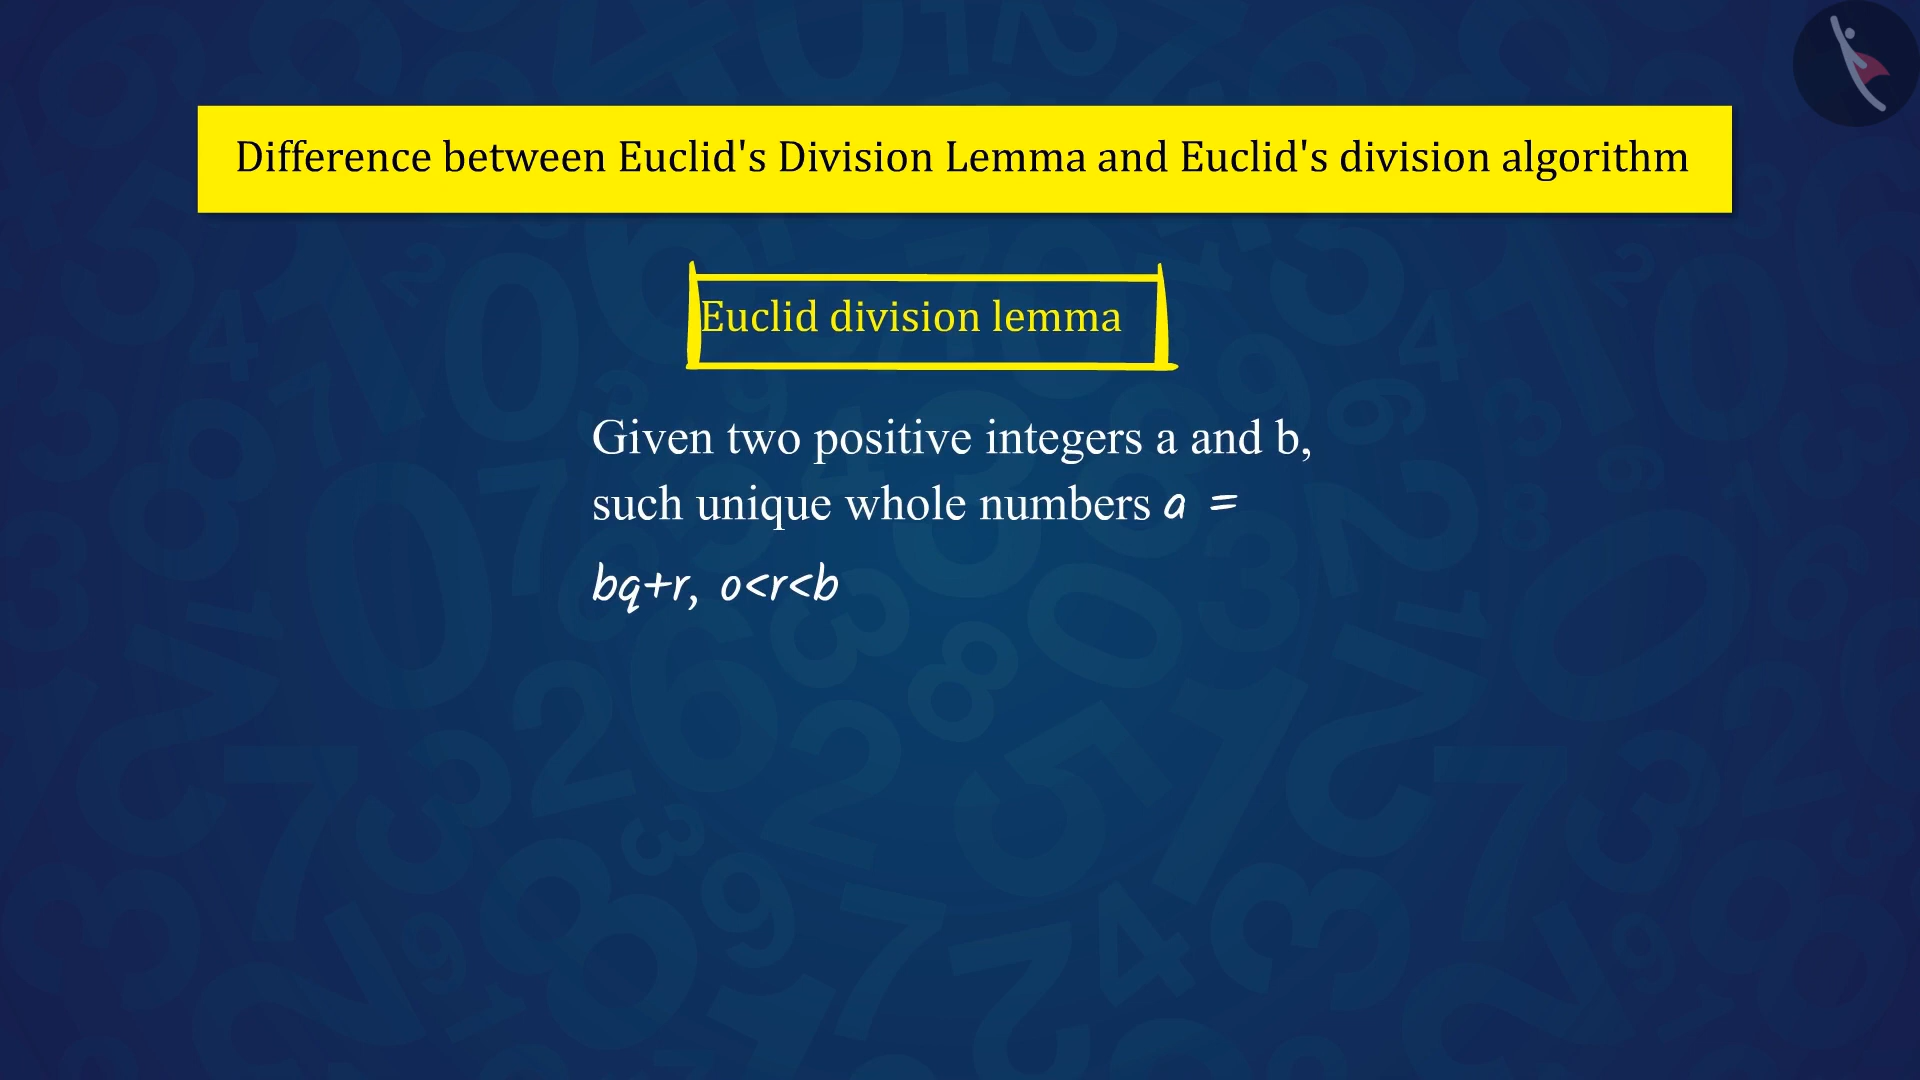 Difference between Euclid's Division Lemma and Euclid's division algorithm
Euclid division lemma
Given two positive integers a and b,
such unique whole numbers a =
bq+r, o<r<b